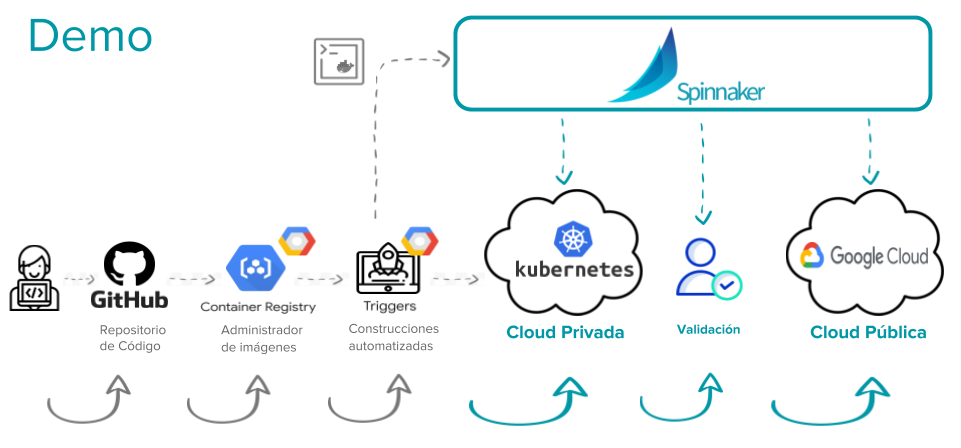 Demo
Spinnaker
GitHub
Repositorio
de Código
Container Registry
Administrador
de imágenes
Triggers
Construcciones
automatizadas
kubernetes
Cloud Privada
Validación
Google Cloud
Cloud Pública